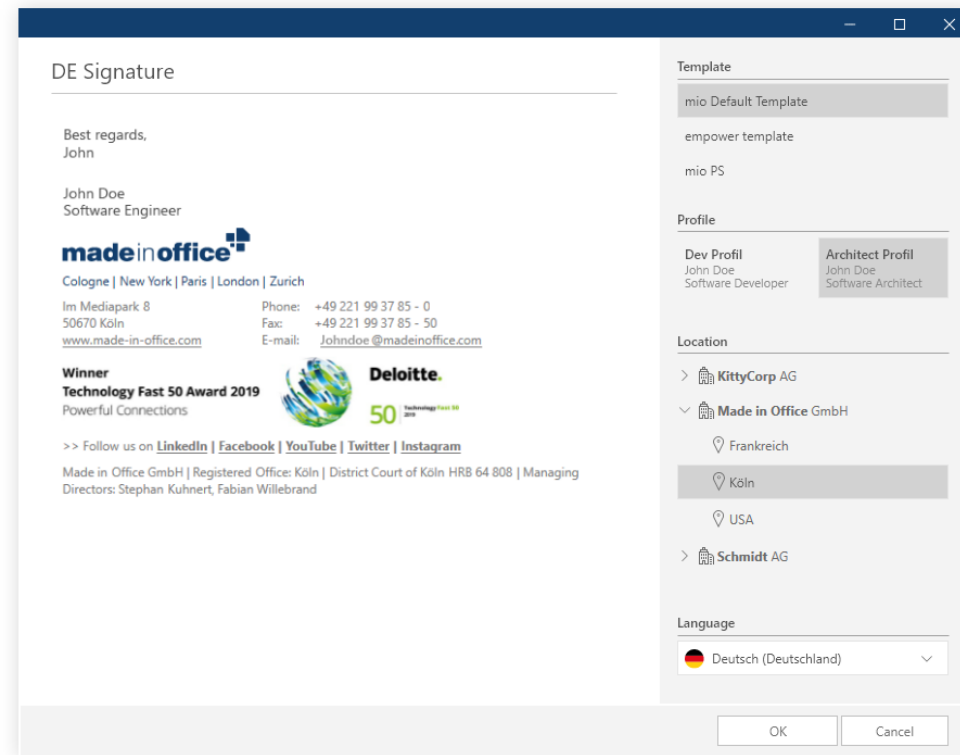 DE Signature
Best regards,
John
John Doe
Software Engineer
madeinoffice
Cologne | New York | Paris | London | Zurich
Im Mediapark 8 Phone: +49 221 99 37 85 - 0
50670 Köln Fax: +49 221 99 37 85 - 50
www.made-in-office.com E-mail: Johndoe @madeinoffice.com
Winner
Technology Fast 50 Award 2019
Powerful Connections
Deloitte.
50 Technology Fast 50
2019
>> Follow us on LinkedIn | Facebook | YouTube | Twitter | Instagram
Made in Office GmbH | Registered Office: Köln | District Court of Köln HRB 64 808 | Managing
Directors: Stephan Kuhnert, Fabian Willebrand
Template
mio Default Template
empower template
mio PS
Profile
Dev Profil
John Doe
Software Developer
Architect Profil
John Doe
Software Architect
Location
KittyCorp AG
Made in Office GmbH
Frankreich
Köln
USA
Schmidt AG
Language
Deutsch (Deutschland)
OK Cancel